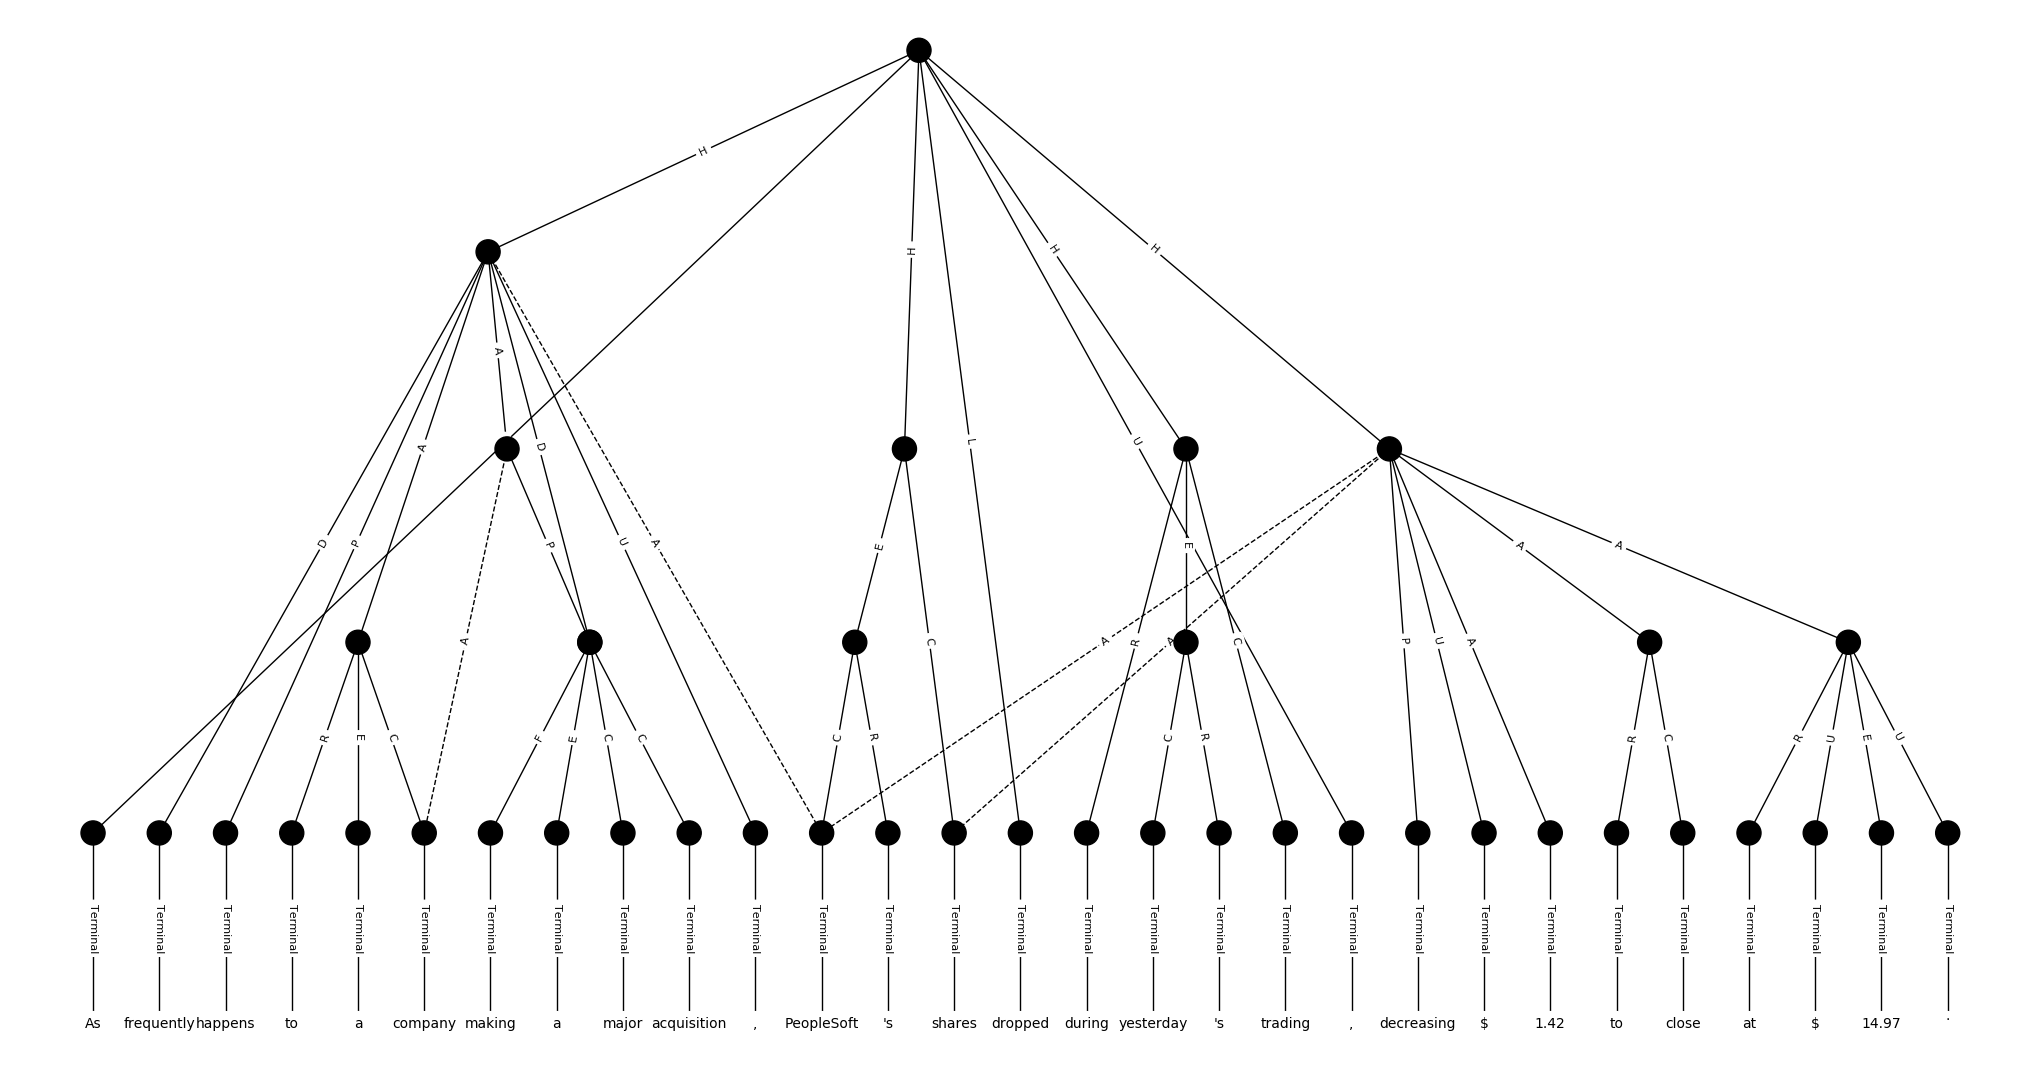 H
H H H
H
A
A D L U
D P P U A E E A A
A A A C R A C P U A
R E C F E C C C R C R R C R U E U
Terminal Terminal Terminal Terminal Terminal Terminal Terminal Terminal Terminal Terminal Terminal Terminal Terminal Terminal Terminal Terminal Terminal Terminal Terminal Terminal Terminal Terminal Terminal Terminal Terminal Terminal Terminal Terminal Terminal
As frequently happens to a company making a major acquisition , PeopleSoft 's shares dropped during yesterday 's trading , decreasing $ 1.42 to close at $ 14.97 .